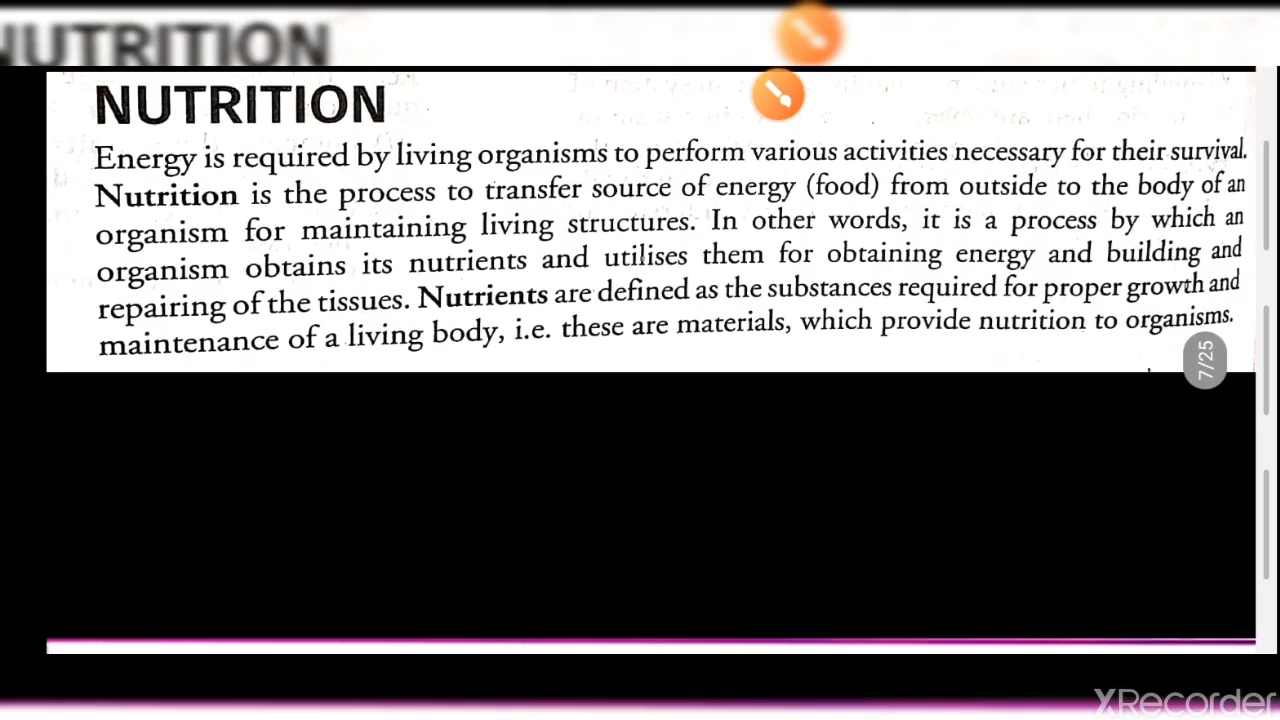 NUTRITION
NUTRITION
Energy is required by living organisms to perform various activities necessary for their survival.
Nutrition is the process to transfer source of energy (food) from outside to the body of an
organism for maintaining living structures. In other words, it is a process by which an
organism obtains its nutrients and utilises them for obtaining energy and building and
repairing of the tissues. Nutrients are defined as the substances required for proper growth and
maintenance of a living body, i.e. these are materials, which provide nutrition to organisms.
7/25
XRecorder